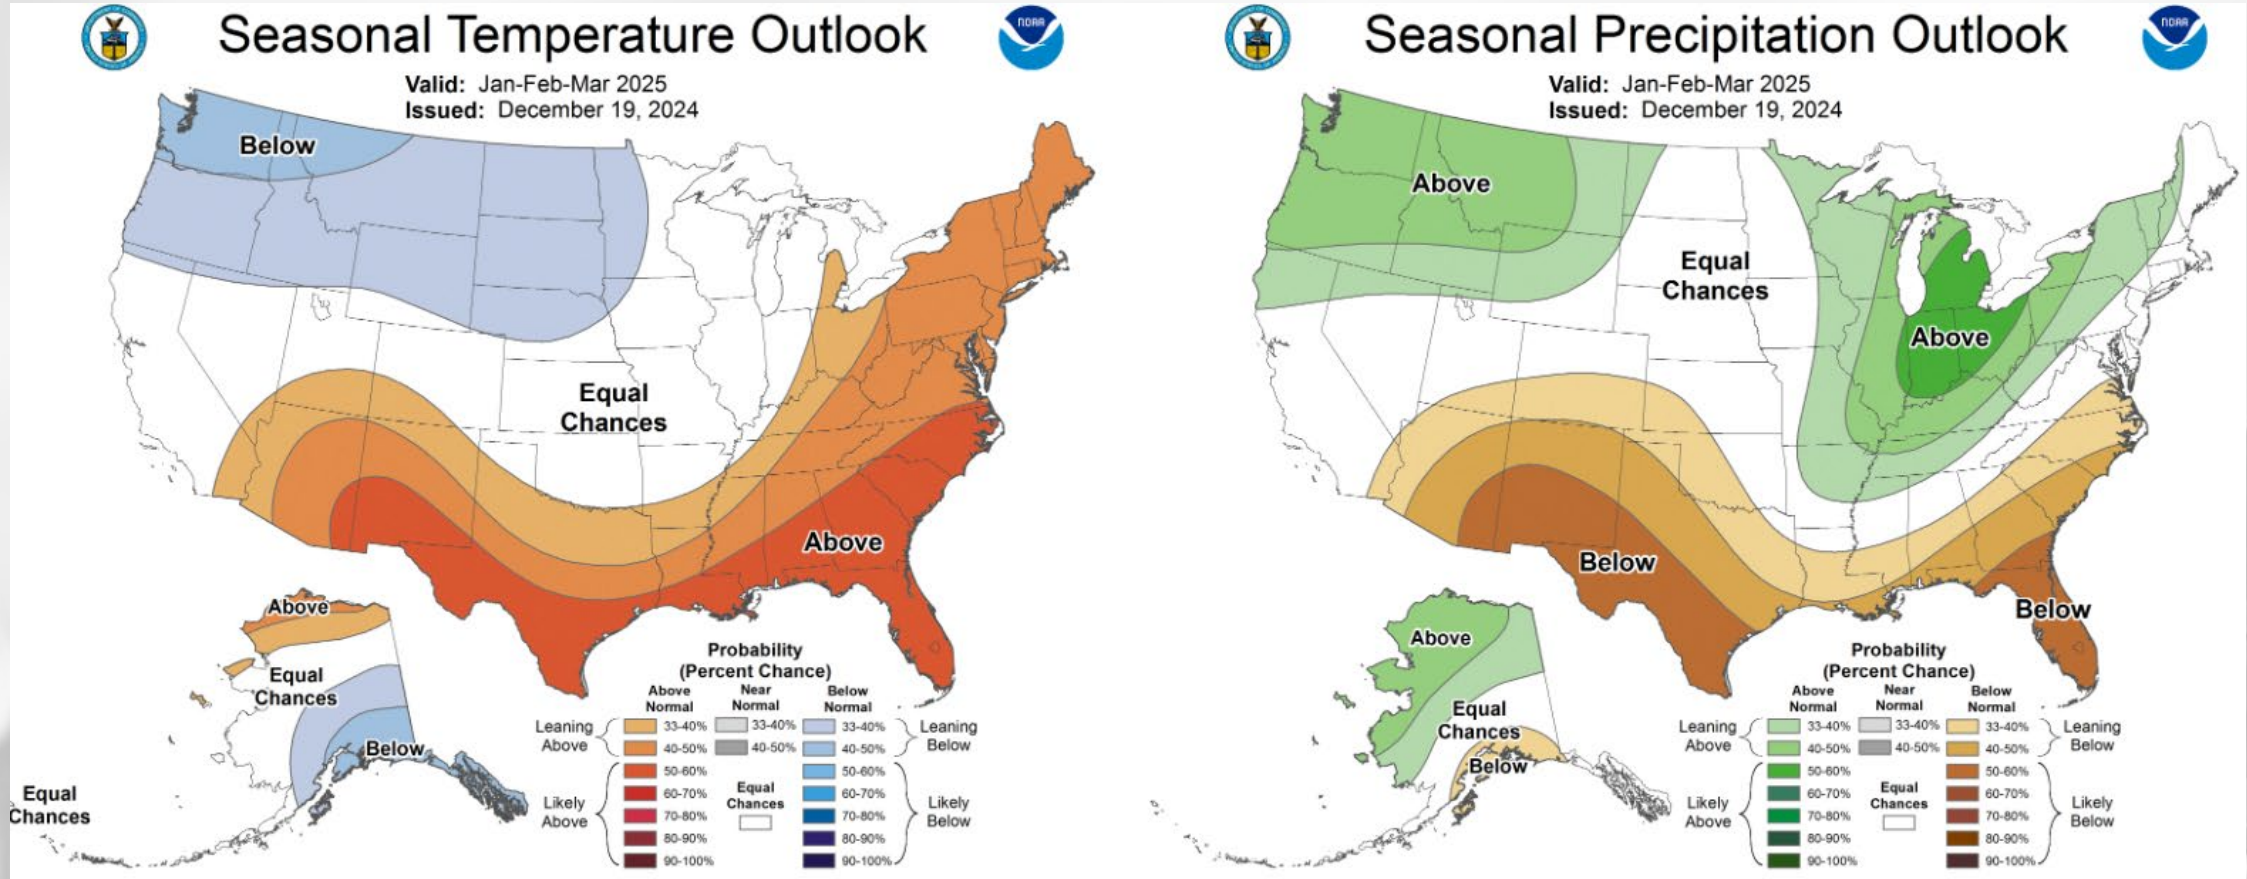 Seasonal Temperature Outlook
NOAA
Valid: Jan-Feb-Mar 2025
Issued: December 19, 2024
Below
Equal
Chances
Above
Above
Equal
Chances
Below
Equal
Chances
Probability
(Percent Chance)
Above
Normal
Near
Normal
Below
Normal
Leaning
Above
33-40%
40-50%
33-40%
40-50%
33-40%
40-50%
Leaning
Below
Likely
Above
50-60%
60-70%
70-80%
80-90%
90-100%
Equal
Chances
50-60%
60-70%
70-80%
80-90%
90-100%
Likely
Below
Seasonal Precipitation Outlook
NOAA
Valid: Jan-Feb-Mar 2025
Issued: December 19, 2024
Above
Equal
Chances
Above
Below
Below
Above
Equal
Chances
Below
Probability
(Percent Chance)
Above
Normal
Near
Normal
Below
Normal
Leaning
Above
33-40%
40-50%
33-40%
40-50%
33-40%
40-50%
Leaning
Below
Likely
Above
50-60%
60-70%
70-80%
80-90%
90-100%
Equal
Chances
50-60%
60-70%
70-80%
80-90%
90-100%
Likely
Below